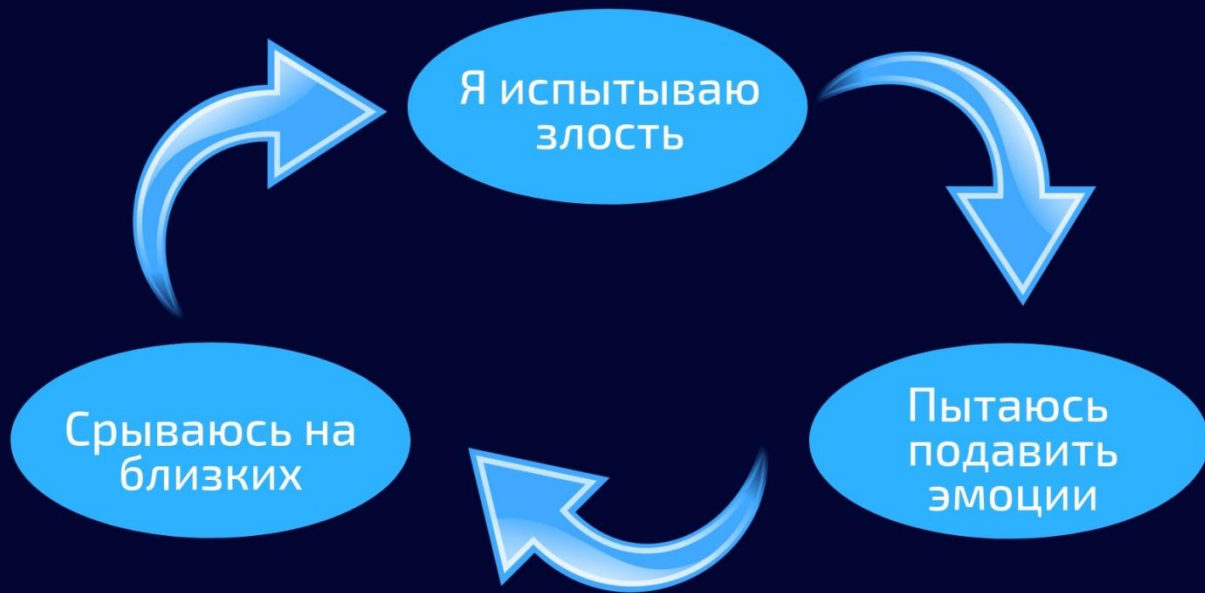 Я испытываю
злость
Пытаюсь
подавить
эмоции
Срываюсь на
близких